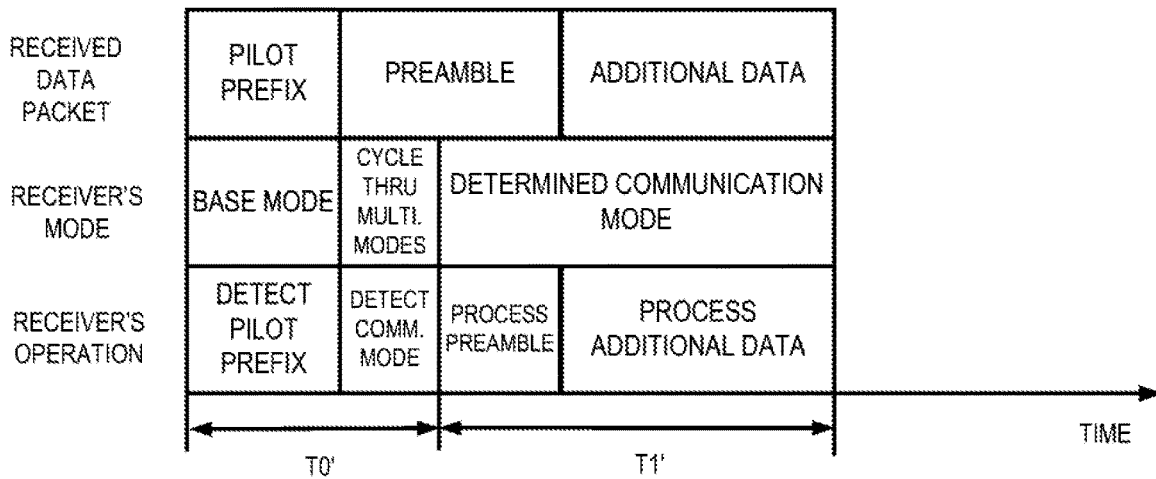 RECEIVED
DATA
PACKET
PILOT
PREFIX
PREAMBLE
ADDITIONAL DATA
RECEIVER'S
MODE
BASE MODE
CYCLE
THRU
MULTI.
MODES
DETERMINED COMMUNICATION
MODE
RECEIVER'S
OPERATION
DETECT
PILOT
PREFIX
DETECT
COMM.
MODE
PROCESS
PREAMBLE
PROCESS
ADDITIONAL DATA
TIME
T0'
T1'